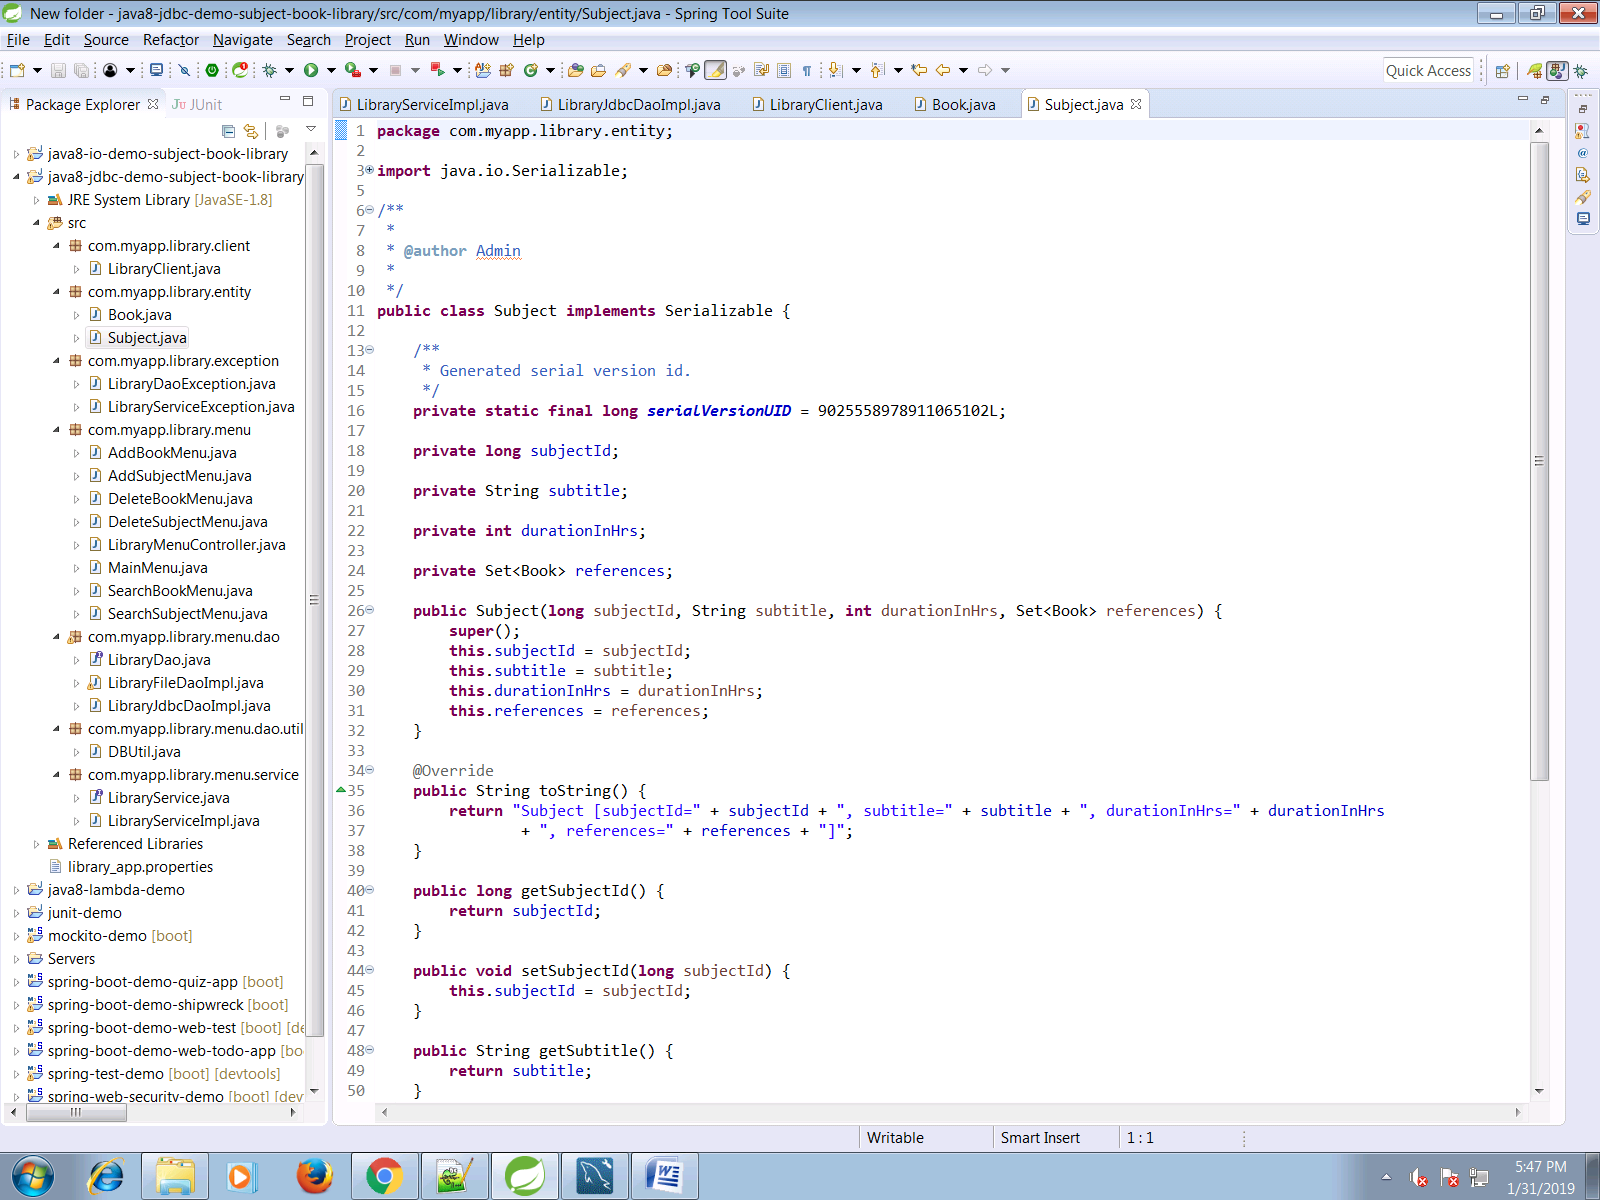 New folder - java8-jdbc-demo-subject-book-library/src/com/myapp/library/entity/Subject.java - Spring Tool Suite
File Edit Source Refactor Navigate Search Project Run Window Help
Quick Access
Package Explorer
JUnit
LibraryServiceImpl.java
LibraryJdbcDaoImpl.java
LibraryClient.java
Book.java
Subject.java
java8-io-demo-subject-book-library
java8-jdbc-demo-subject-book-library
JRE System Library [JavaSE-1.8]
src
com.myapp.library.client
LibraryClient.java
com.myapp.library.entity
Book.java
Subject.java
com.myapp.library.exception
LibraryDaoException.java
LibraryServiceException.java
com.myapp.library.menu
AddBookMenu.java
AddSubjectMenu.java
DeleteBookMenu.java
DeleteSubjectMenu.java
LibraryMenuController.java
MainMenu.java
SearchBookMenu.java
SearchSubjectMenu.java
com.myapp.library.menu.dao
LibraryDao.java
LibraryFileDaoImpl.java
LibraryJdbcDaoImpl.java
com.myapp.library.menu.dao.util
DBUtil.java
com.myapp.library.menu.service
LibraryService.java
LibraryServiceImpl.java
Referenced Libraries
library_app.properties
java8-lambda-demo
junit-demo
mockito-demo [boot]
Servers
spring-boot-demo-quiz-app [boot]
spring-boot-demo-shipwreck [boot]
spring-boot-demo-web-test [boot] [de
spring-boot-demo-web-todo-app [bo
spring-test-demo [boot] [devtools]
spring-web-security-demo [boot] [dev
1 package com.myapp.library.entity;
2
3 import java.io.Serializable;
5
6 /**
7  *
8  * @author Admin
9  *
10  */
11 public class Subject implements Serializable {
12
13     /**
14      * Generated serial version id.
15      */
16     private static final long serialVersionUID = 9025558978911065102L;
17
18     private long subjectId;
19
20     private String subtitle;
21
22     private int durationInHrs;
23
24     private Set<Book> references;
25
26     public Subject(long subjectId, String subtitle, int durationInHrs, Set<Book> references) {
27         super();
28         this.subjectId = subjectId;
29         this.subtitle = subtitle;
30         this.durationInHrs = durationInHrs;
31         this.references = references;
32     }
33
34     @Override
35     public String toString() {
36         return "Subject [subjectId=" + subjectId + ", subtitle=" + subtitle + ", durationInHrs=" + durationInHrs
37                 + ", references=" + references + "]";
38     }
39
40     public long getSubjectId() {
41         return subjectId;
42     }
43
44     public void setSubjectId(long subjectId) {
45         this.subjectId = subjectId;
46     }
47
48     public String getSubtitle() {
49         return subtitle;
50     }
Writable
Smart Insert
1 : 1
5:47 PM
1/31/2019